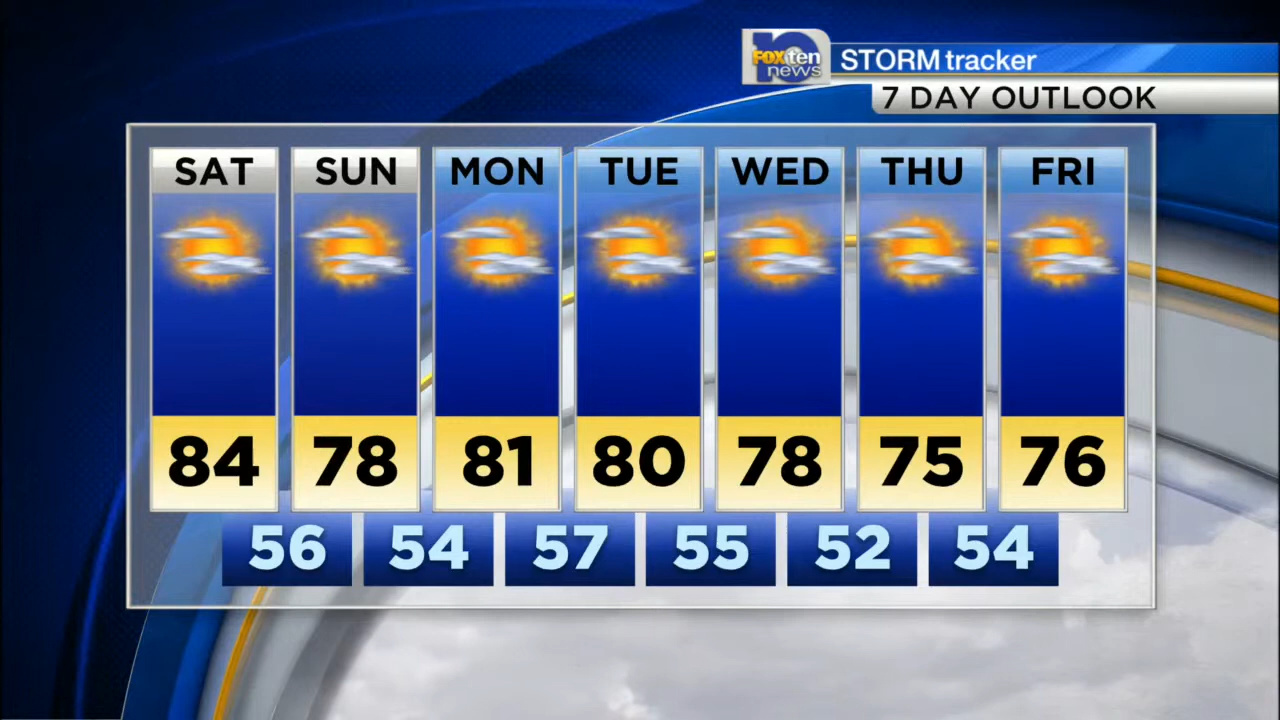 FOX ten
news
STORM tracker
7 DAY OUTLOOK
SAT SUN MON TUE WED THU FRI
84 78 81 80 78 75 76
56 54 57 55 52 54